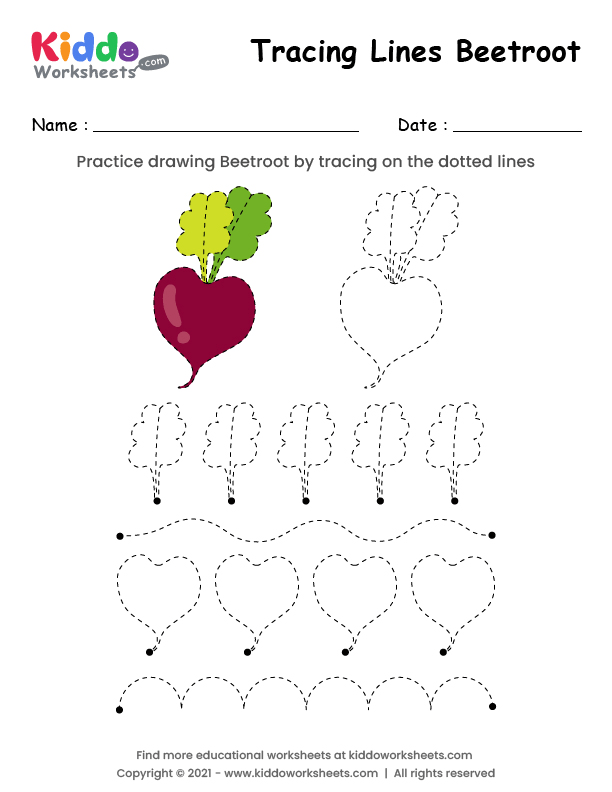 Kiddo
Worksheets
.com
Tracing Lines Beetroot
Name : Date :
Practice drawing Beetroot by tracing on the dotted lines
Find more educational worksheets at kiddoworksheets.com
Copyright © 2021 - www.kiddoworksheets.com | All rights reserved